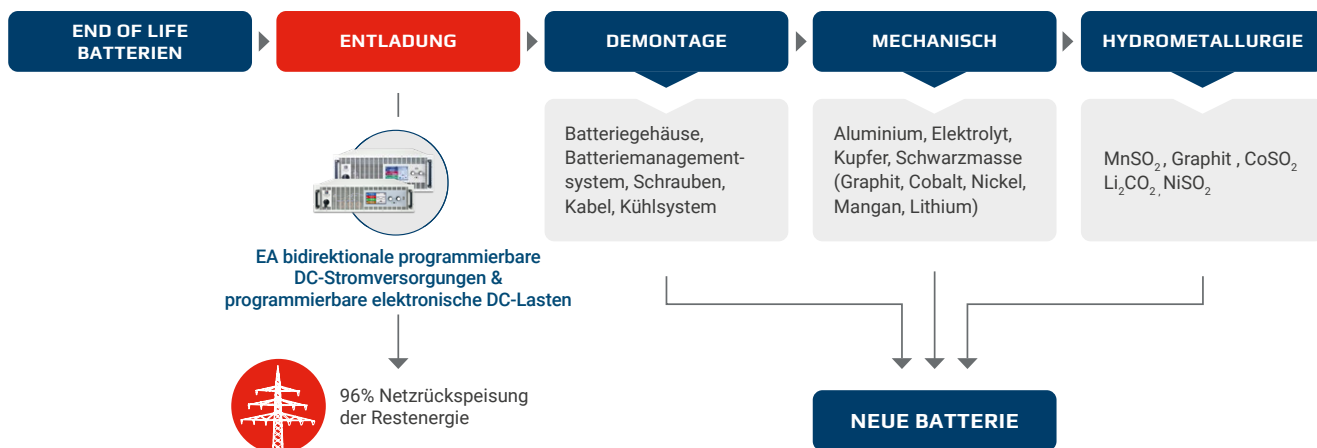 END OF LIFE
BATTERIEN
ENTLADUNG
DEMONTAGE
MECHANISCH
HYDROMETALLURGIE
EA bidirektionale programmierbare
DC-Stromversorgungen &
programmierbare elektronische DC-Lasten
96% Netzrückspeisung
der Restenergie
Batteriegehäuse,
Batteriemanagement-
system, Schrauben,
Kabel, Kühlsystem
Aluminium, Elektrolyt,
Kupfer, Schwarzmasse
(Graphit, Cobalt, Nickel,
Mangan, Lithium)
MnSO₂, Graphit , CoSO₂
Li₂CO₂, NiSO₂
NEUE BATTERIE